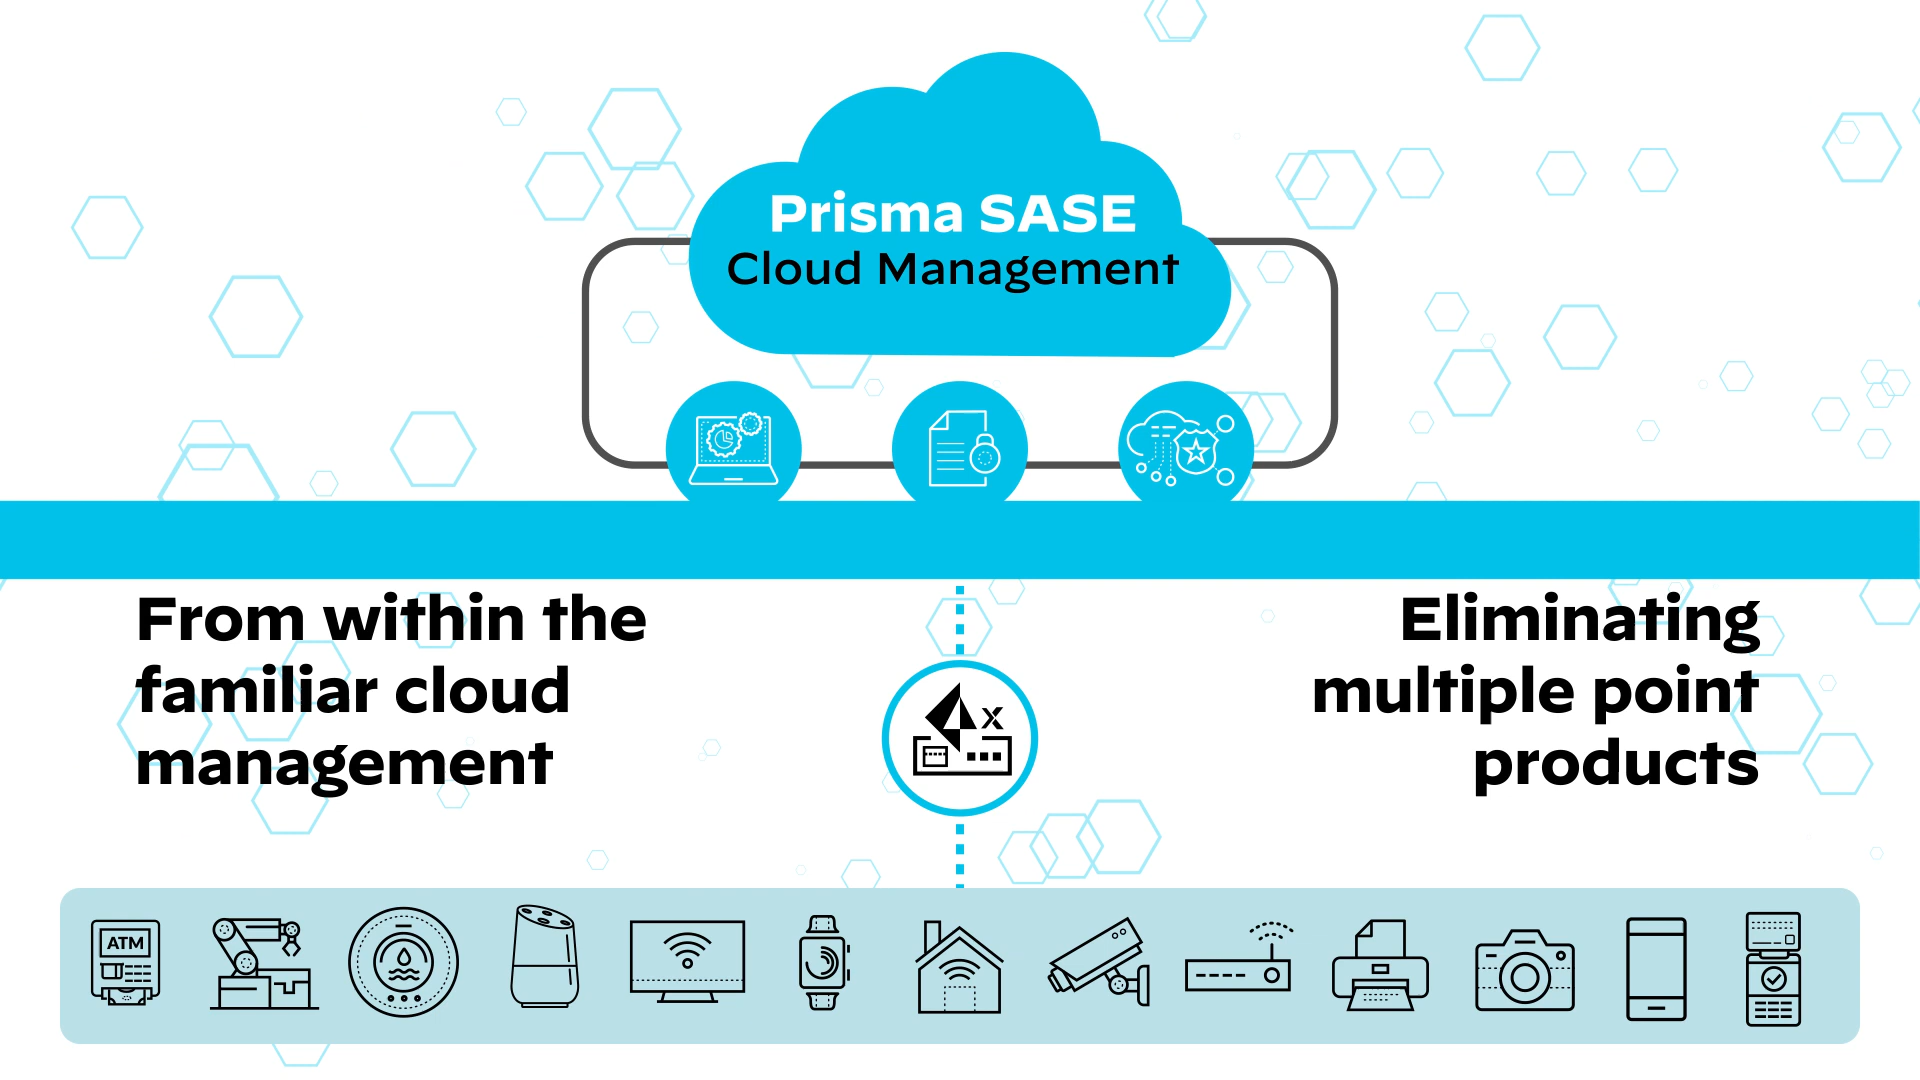 Prisma SASE
Cloud Management
From within the
familiar cloud
management
Eliminating
multiple point
products
X
ATM